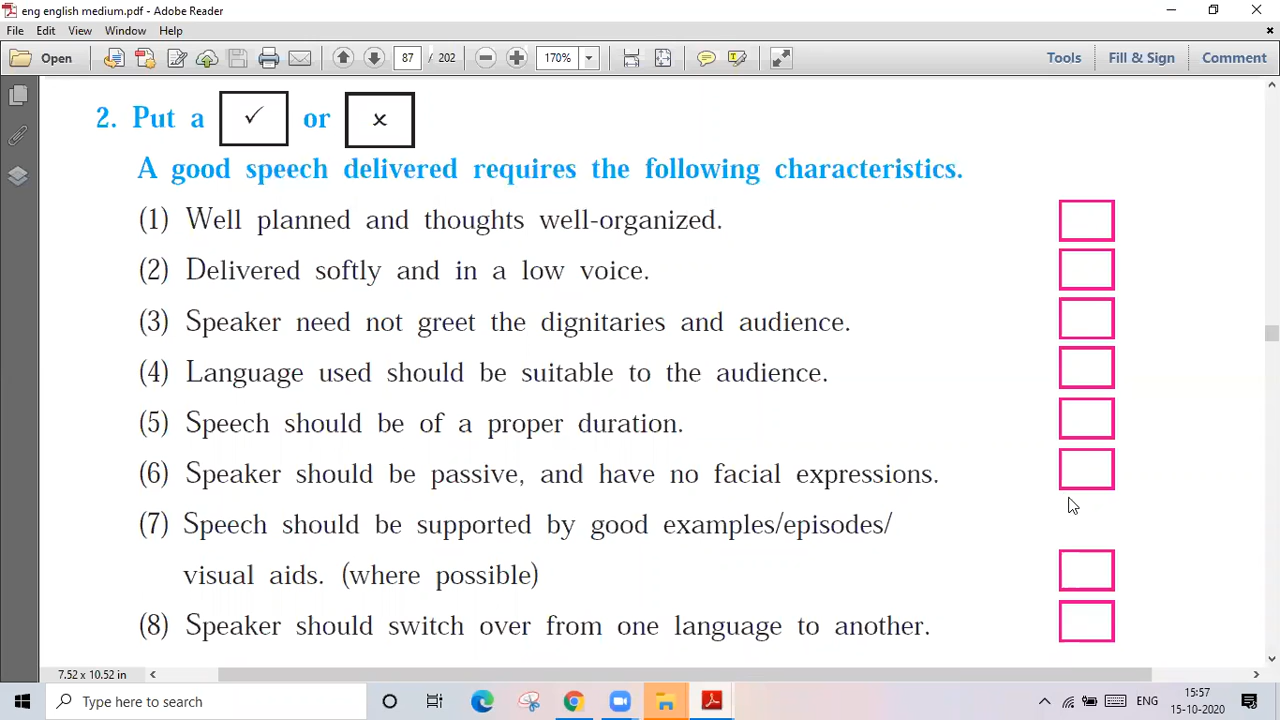 eng english medium.pdf - Adobe Reader
File Edit View Window Help
Open 87 / 202 170% Tools Fill & Sign Comment
2. Put a ✓ or x
A good speech delivered requires the following characteristics.
(1) Well planned and thoughts well-organized.
(2) Delivered softly and in a low voice.
(3) Speaker need not greet the dignitaries and audience.
(4) Language used should be suitable to the audience.
(5) Speech should be of a proper duration.
(6) Speaker should be passive, and have no facial expressions.
(7) Speech should be supported by good examples/episodes/
visual aids. (where possible)
(8) Speaker should switch over from one language to another.
7.52 x 10.52 in
Type here to search
ENG
15:57
15-10-2020